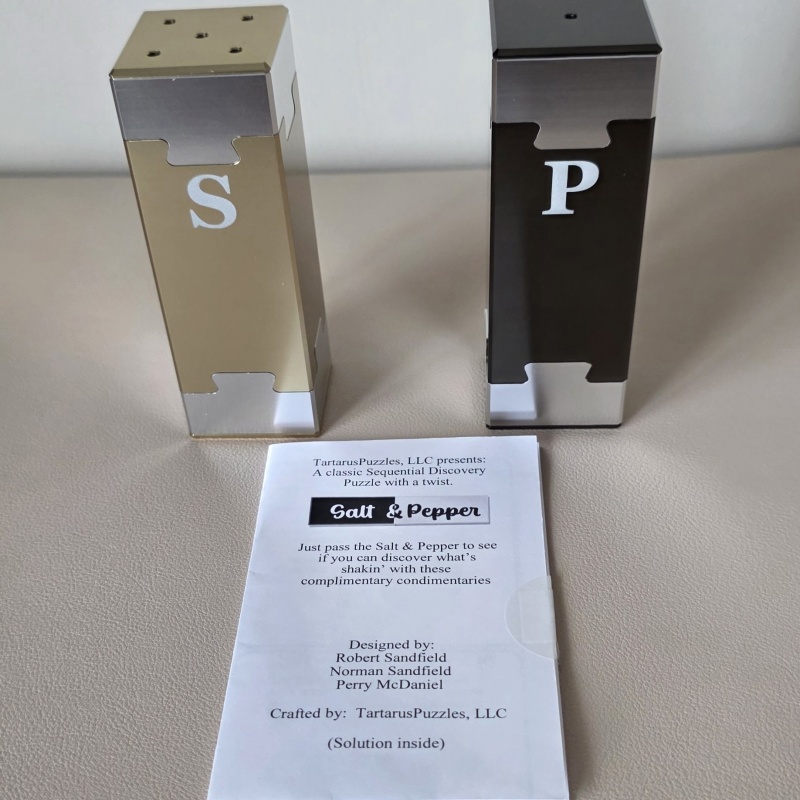 S
P
TartarusPuzzles, LLC presents:
A classic Sequential Discovery
Puzzle with a twist.
Salt & Pepper
Just pass the Salt & Pepper to see
if you can discover what's
shakin' with these
complimentary condimentaries
Designed by:
Robert Sandfield
Norman Sandfield
Perry McDaniel
Crafted by: TartarusPuzzles, LLC
(Solution inside)